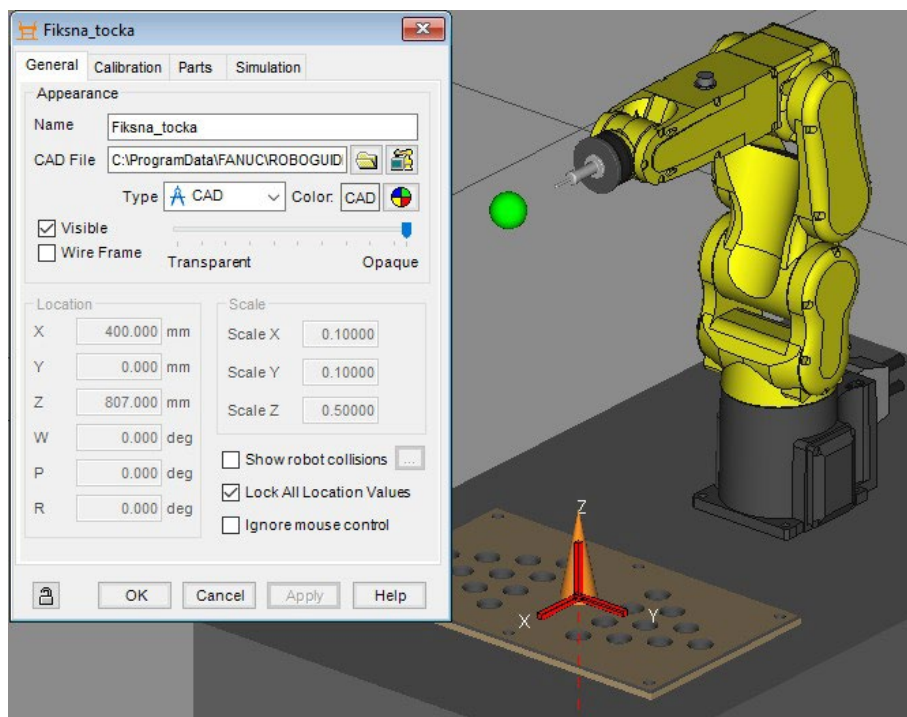 Fiksna_tocka
General Calibration Parts Simulation
Appearance
Name Fiksna_tocka
CAD File C:\ProgramData\FANUC\ROBOGUID
Type CAD Color: CAD
Visible
Wire Frame
Transparent Opaque
Location
X 400.000 mm
Y 0.000 mm
Z 807.000 mm
W 0.000 deg
P 0.000 deg
R 0.000 deg
Scale
Scale X 0.10000
Scale Y 0.10000
Scale Z 0.50000
Show robot collisions ...
Lock All Location Values
Ignore mouse control
OK Cancel Apply Help
Z
X
Y